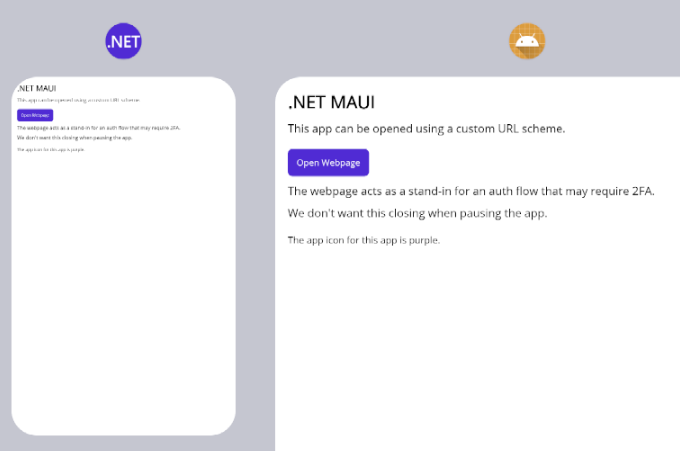 .NET
.NET MAUI
This app can be opened using a custom URL scheme.
Open Webpage
The webpage acts as a stand-in for an auth flow that may require 2FA.
We don't want this closing when pausing the app.
The app icon for this app is purple.
.NET MAUI
This app can be opened using a custom URL scheme.
Open Webpage
The webpage acts as a stand-in for an auth flow that may require 2FA.
We don't want this closing when pausing the app.
The app icon for this app is purple.